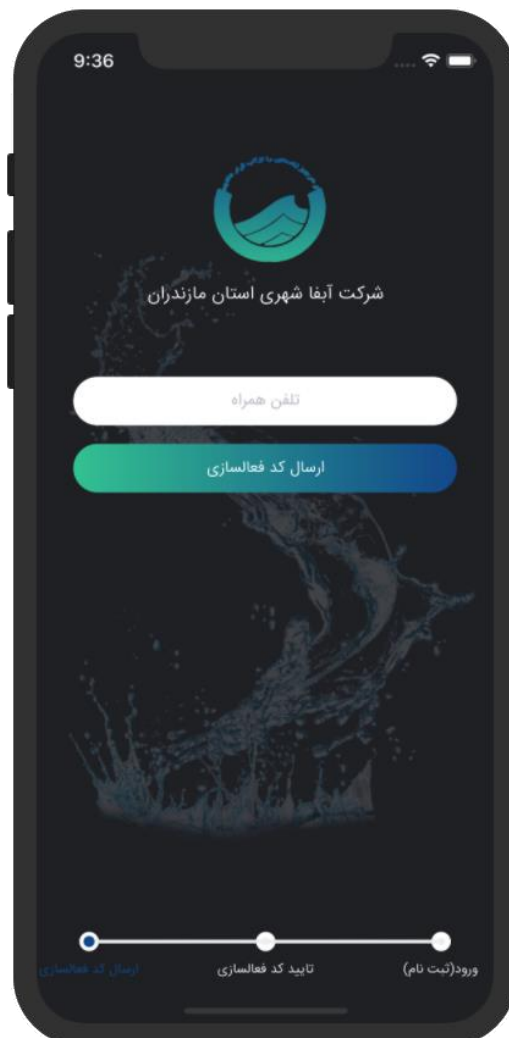 9:36
شرکت آبفا شهری استان مازندران
تلفن همراه
ارسال کد فعالسازی
ورود(ثبت نام)
تایید کد فعالسازی
ارسال کد فعالسازی